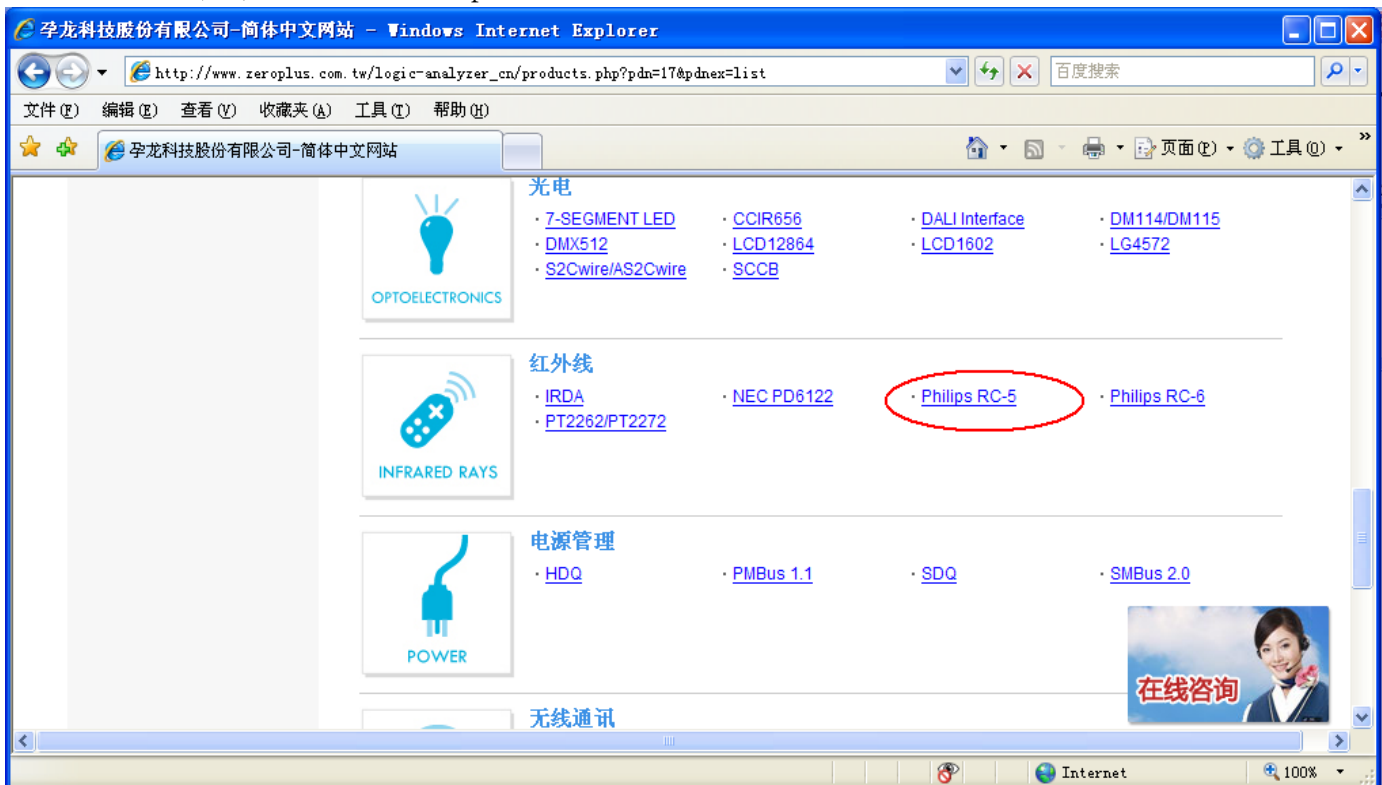 孕龙科技股份有限公司-简体中文网站 - Windows Internet Explorer
http://www.zeroplus.com.tw/logic-analyzer_cn/products.php?pdn=17&pdnex=list
百度搜索
文件(F) 编辑(E) 查看(V) 收藏夹(A) 工具(T) 帮助(H)
孕龙科技股份有限公司-简体中文网站
页面(P) 工具(O) »
光电
· 7-SEGMENT LED · CCIR656 · DALI Interface · DM114/DM115
· DMX512 · LCD12864 · LCD1602 · LG4572
· S2Cwire/AS2Cwire · SCCB
OPTOELECTRONICS
红外线
· IRDA · NEC PD6122 · Philips RC-5 · Philips RC-6
· PT2262/PT2272
INFRARED RAYS
电源管理
· HDQ · PMBus 1.1 · SDQ · SMBus 2.0
POWER
在线咨询
无线通讯
Internet 100%